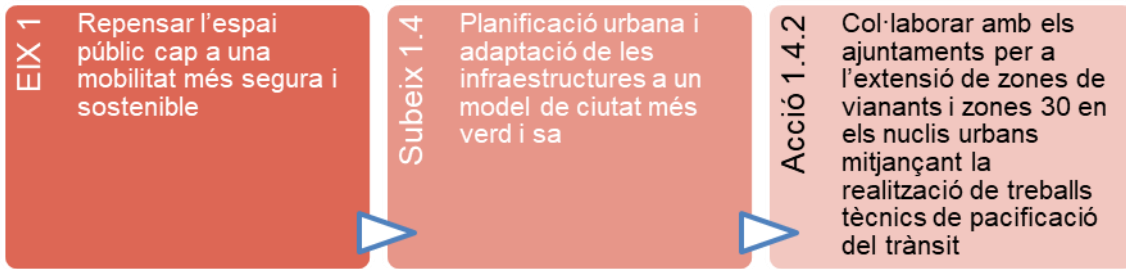 EIX 1
Repensar l’espai
públic cap a una
mobilitat més segura i
sostenible
Subeix 1.4
Planificació urbana i
adaptació de les
infraestructures a un
model de ciutat més
verd i sa
Acció 1.4.2
Col·laborar amb els
ajuntaments per a
l’extensió de zones de
vianants i zones 30 en
els nuclis urbans
mitjançant la
realització de treballs
tècnics de pacificació
del trànsit